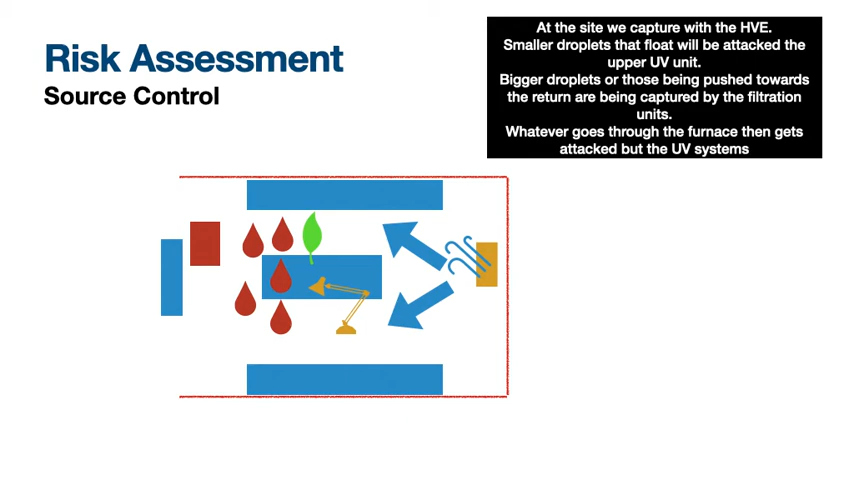 Risk Assessment
Source Control
At the site we capture with the HVE.
Smaller droplets that float will be attacked the
upper UV unit.
Bigger droplets or those being pushed towards
the return are being captured by the filtration
units.
Whatever goes through the furnace then gets
attacked but the UV systems